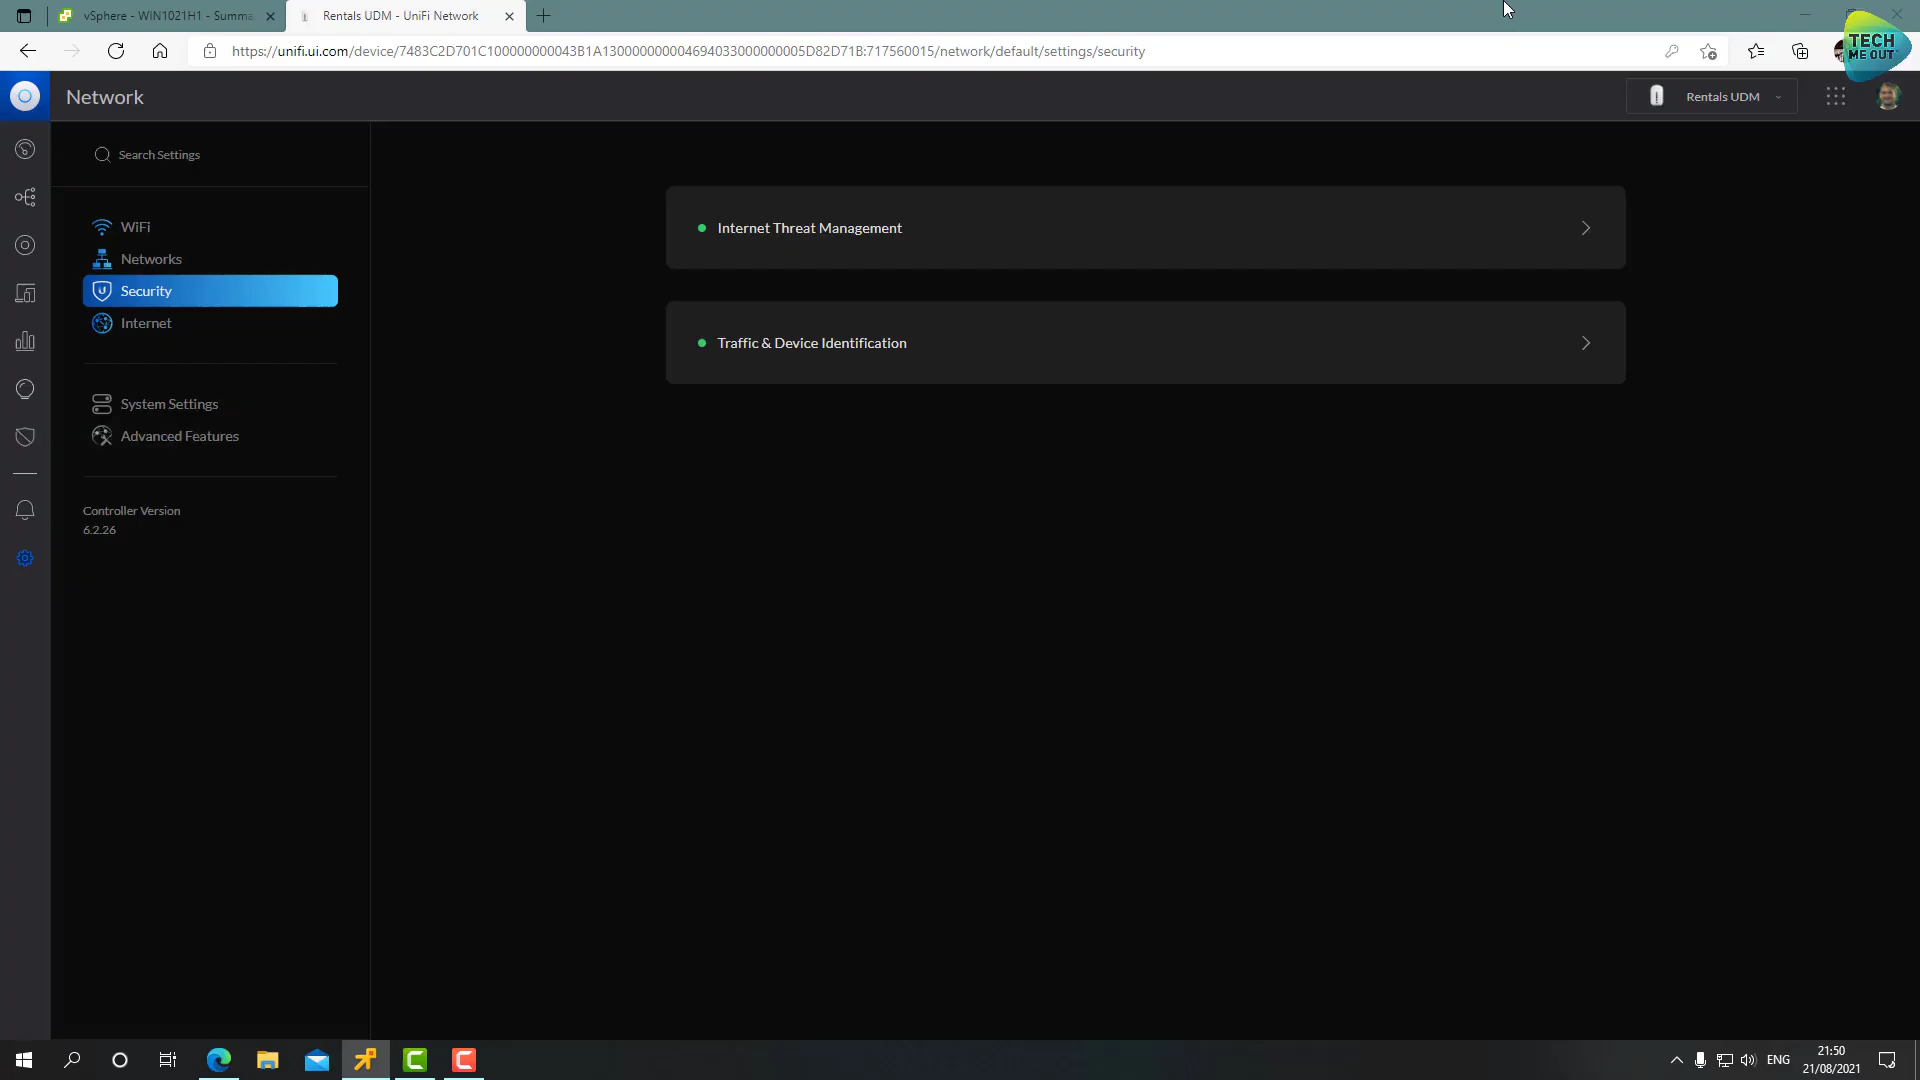 vSphere - WIN1021H1 - Summa
Rentals UDM - UniFi Network
https://unifi.ui.com/device/7483C2D701C100000000043B1A1300000000046940330000000005D82D71B:717560015/network/default/settings/security
TECH
ME OUT
Network
Rentals UDM
Search Settings
WiFi
Networks
Security
Internet
System Settings
Advanced Features
Controller Version
6.2.26
Internet Threat Management
Traffic & Device Identification
ENG
21:50
21/08/2021